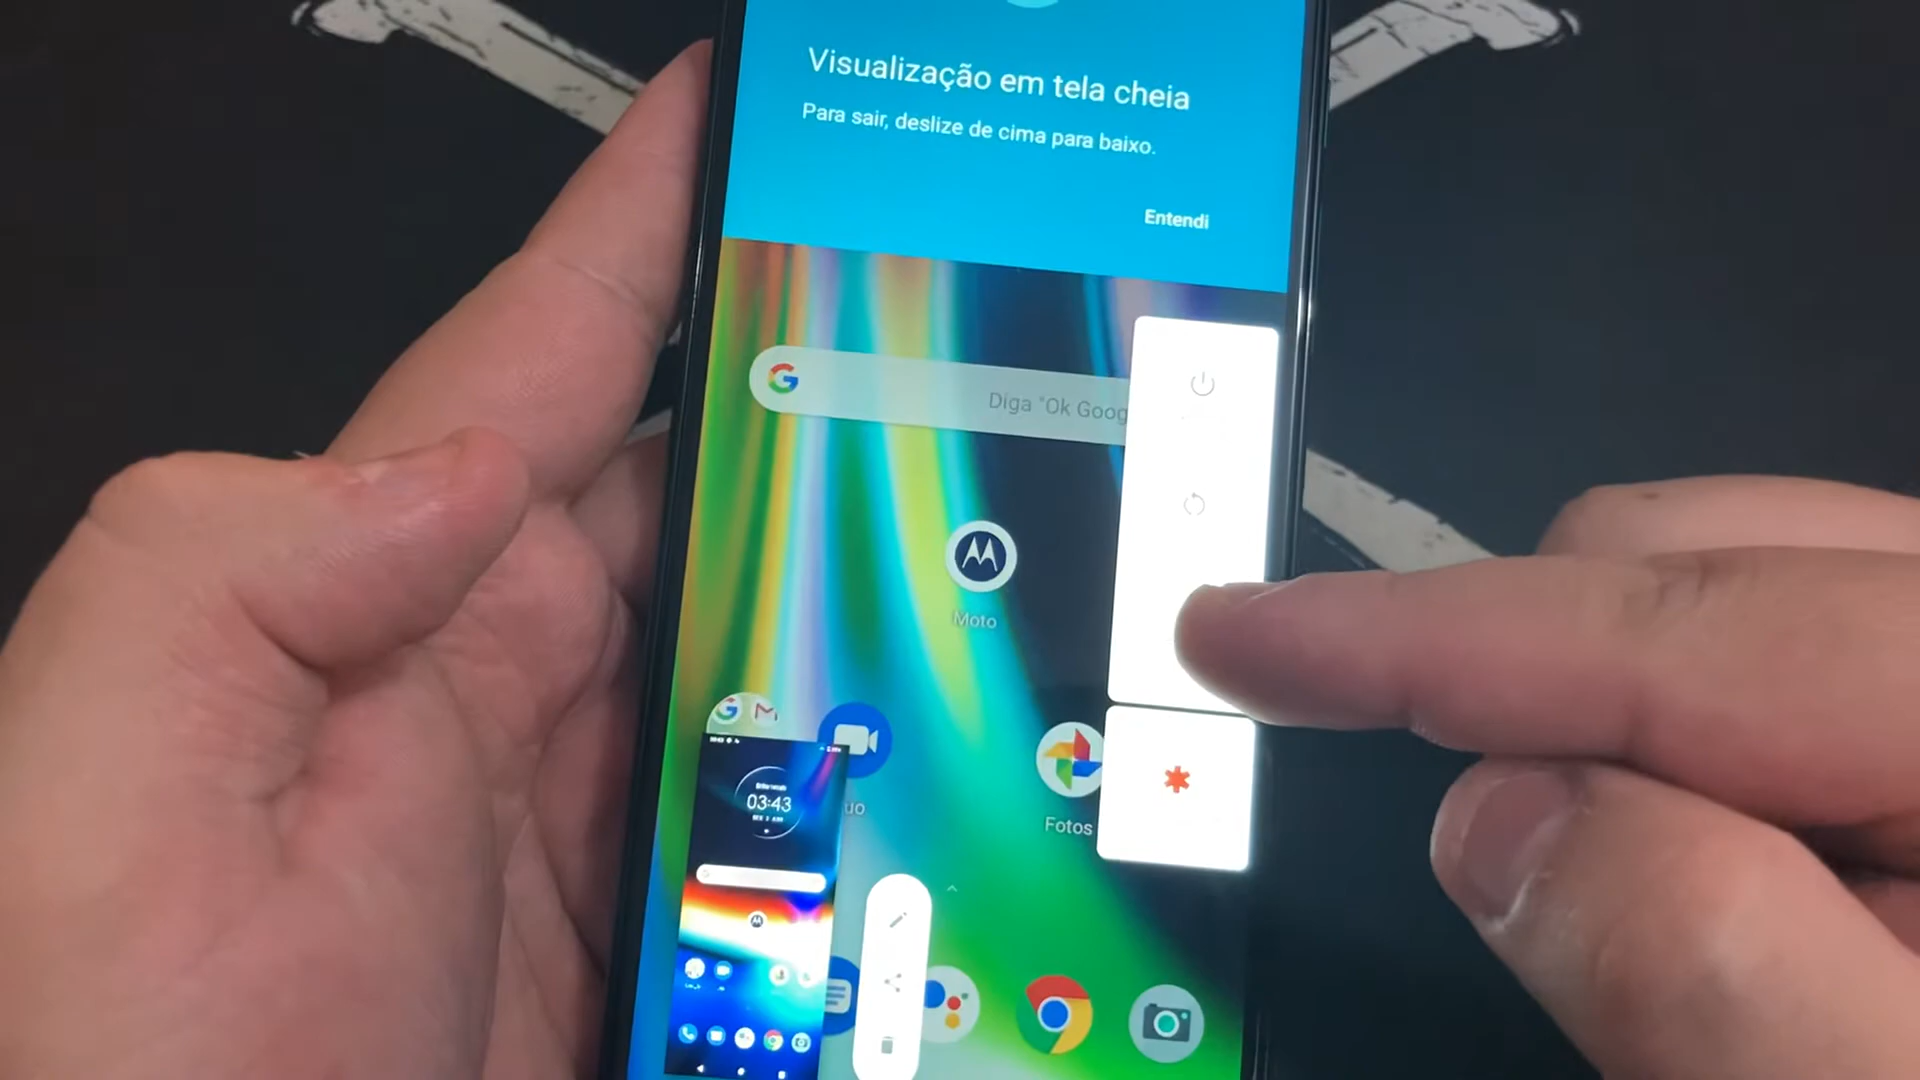 Visualização em tela cheia
Para sair, deslize de cima para baixo.
Entendi
Diga "Ok Goog
Moto
uo
Fotos
03:43